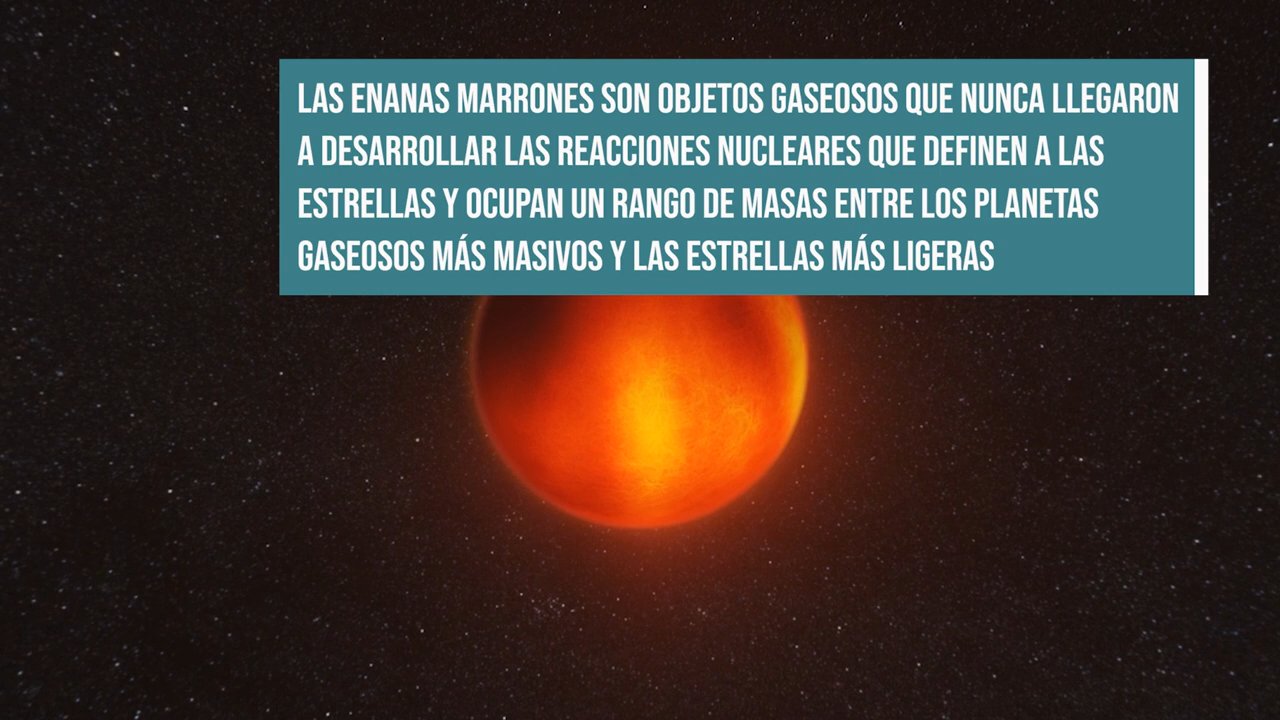 LAS ENANAS MARRONES SON OBJETOS GASEOSOS QUE NUNCA LLEGARON
A DESARROLLAR LAS REACCIONES NUCLEARES QUE DEFINEN A LAS
ESTRELLAS Y OCUPAN UN RANGO DE MASAS ENTRE LOS PLANETAS
GASEOSOS MÁS MASIVOS Y LAS ESTRELLAS MÁS LIGERAS